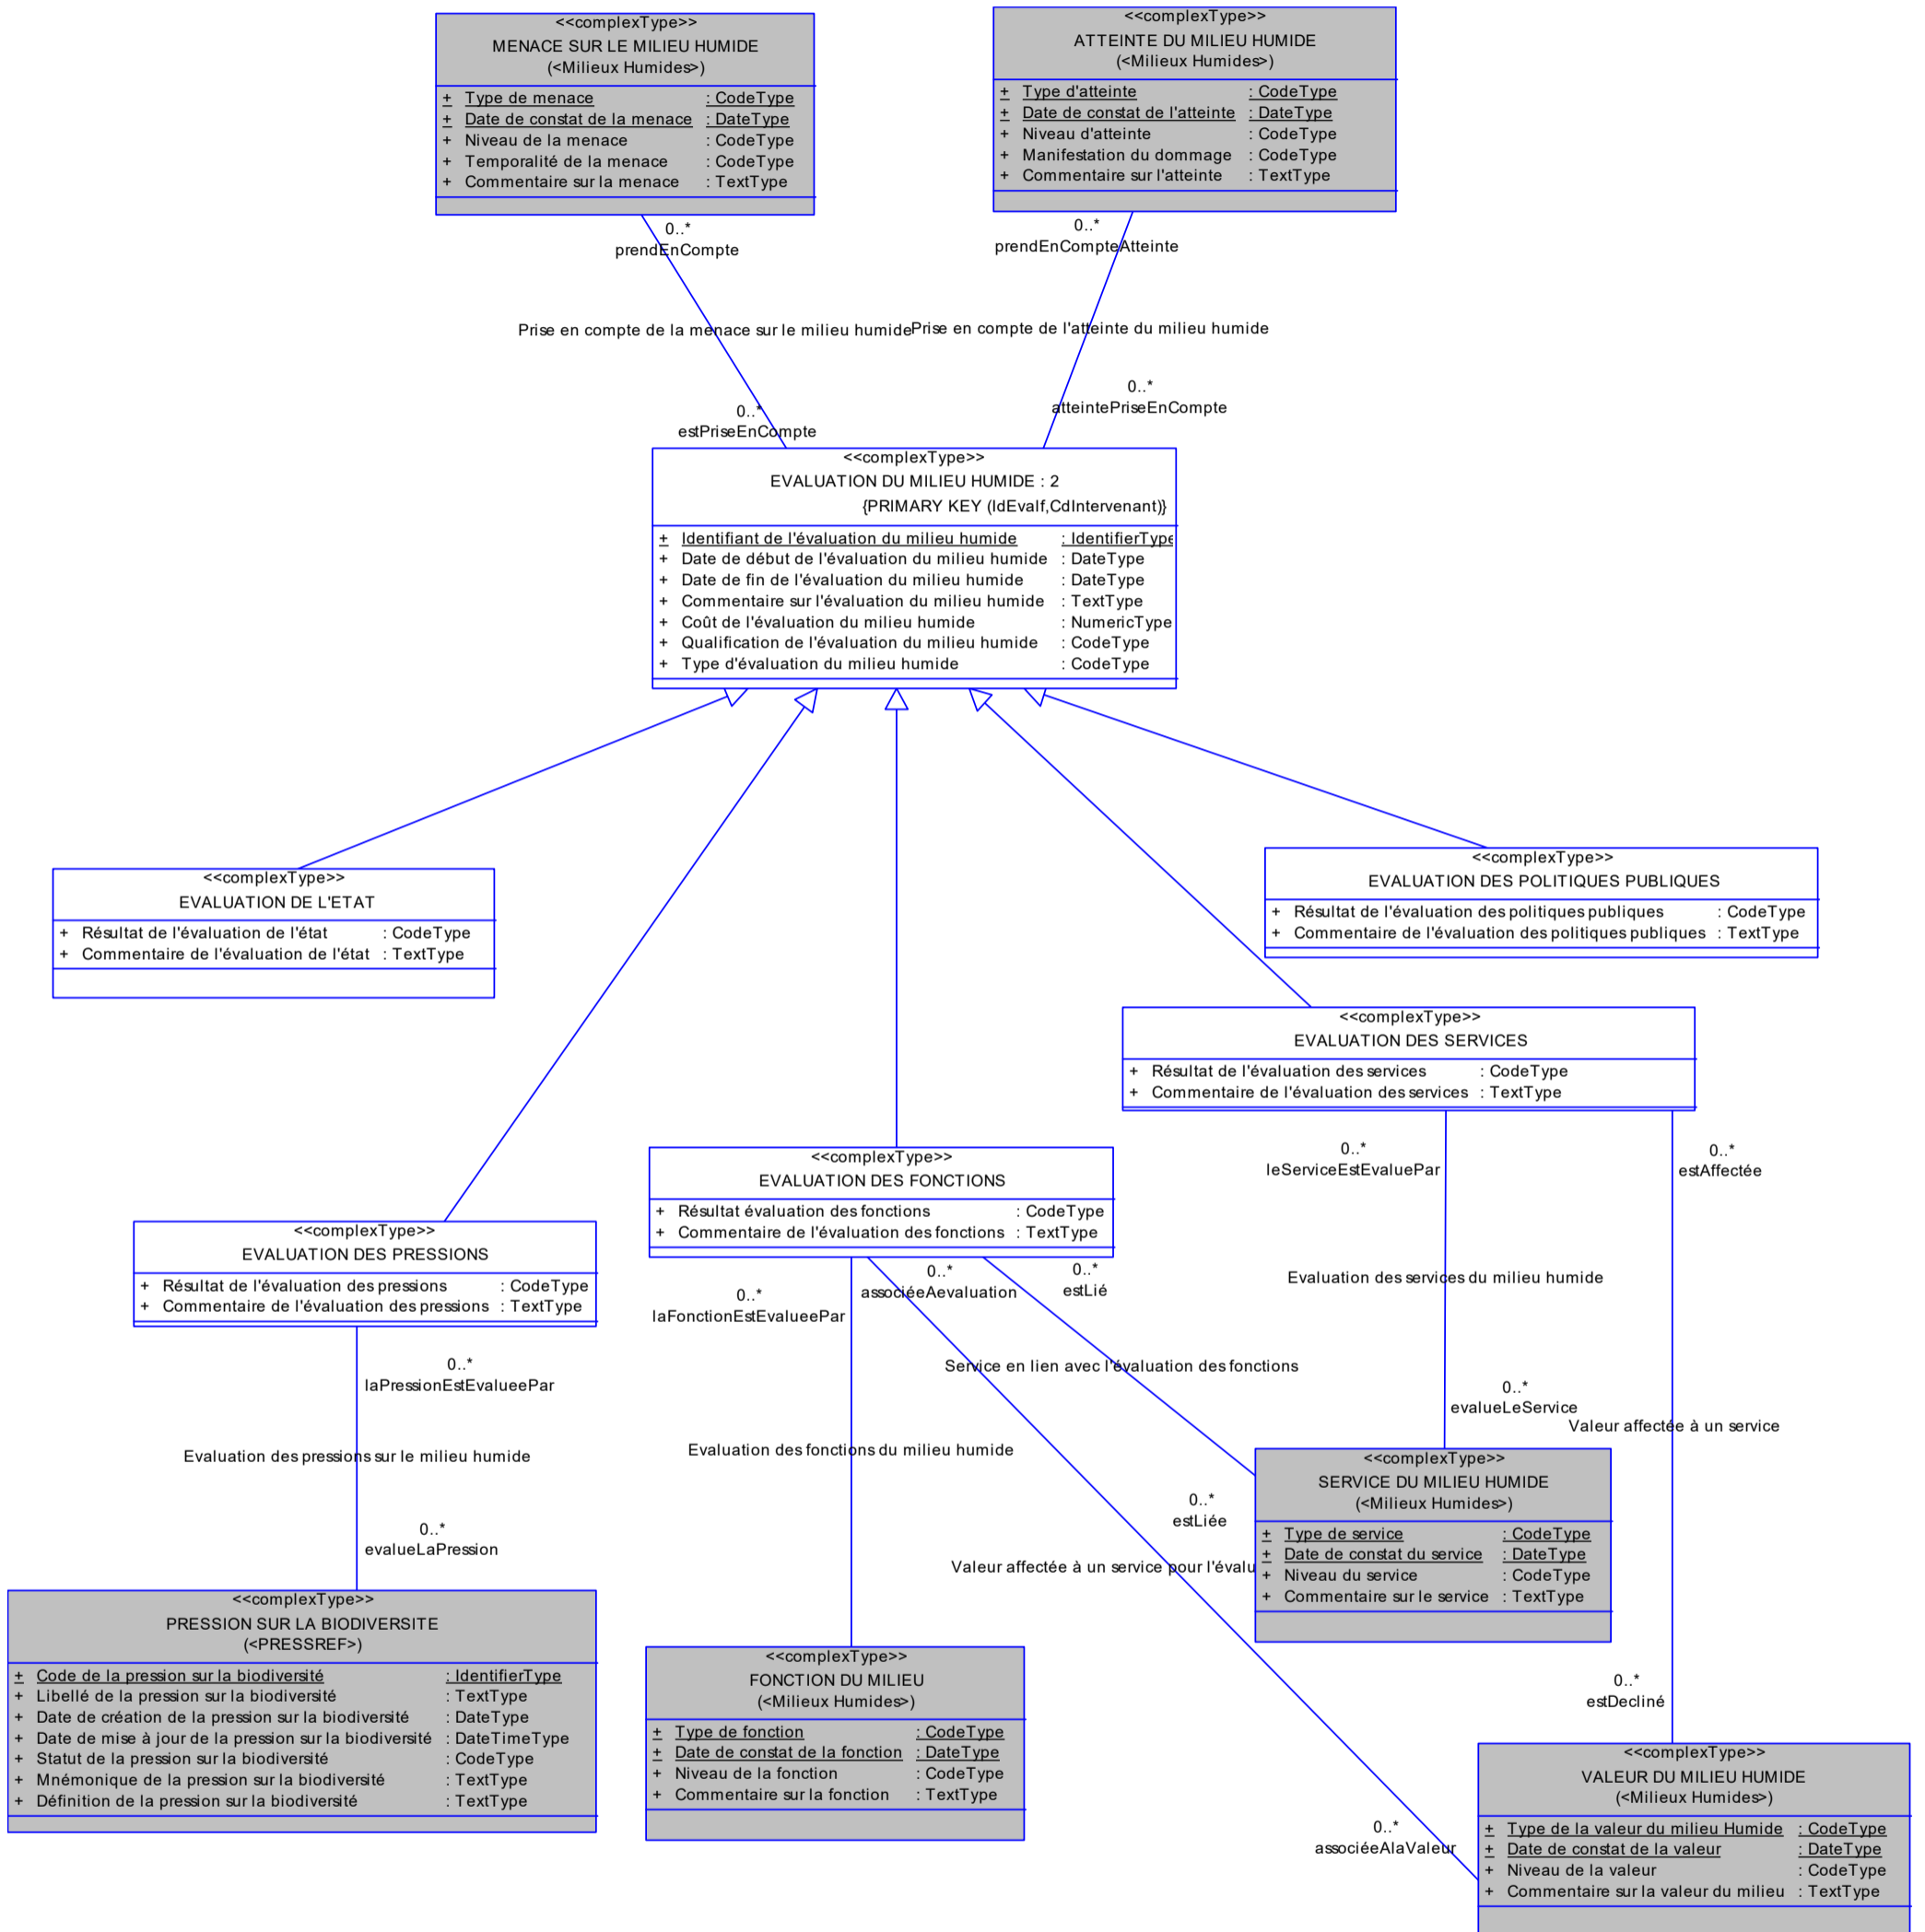 <<complexType>>
MENACE SUR LE MILIEU HUMIDE
(<Milieux Humides>)
+ Type de menace : CodeType
+ Date de constat de la menace : DateType
+ Niveau de la menace : CodeType
+ Temporalité de la menace : CodeType
+ Commentaire sur la menace : TextType
<<complexType>>
ATTEINTE DU MILIEU HUMIDE
(<Milieux Humides>)
+ Type d'atteinte : CodeType
+ Date de constat de l'atteinte : DateType
+ Niveau d'atteinte : CodeType
+ Manifestation du dommage : CodeType
+ Commentaire sur l'atteinte : TextType
0..*
prendEnCompte
0..*
prendEnCompteAtteinte
Prise en compte de la menace sur le milieu humide
Prise en compte de l'atteinte du milieu humide
0..*
estPriseEnCompte
0..*
atteintePriseEnCompte
<<complexType>>
EVALUATION DU MILIEU HUMIDE : 2
{PRIMARY KEY (IdEvalf,CdIntervenant)}
+ Identifiant de l'évaluation du milieu humide : IdentifierType
+ Date de début de l'évaluation du milieu humide : DateType
+ Date de fin de l'évaluation du milieu humide : DateType
+ Commentaire sur l'évaluation du milieu humide : TextType
+ Coût de l'évaluation du milieu humide : NumericType
+ Qualification de l'évaluation du milieu humide : CodeType
+ Type d'évaluation du milieu humide : CodeType
<<complexType>>
EVALUATION DE L'ETAT
+ Résultat de l'évaluation de l'état : CodeType
+ Commentaire de l'évaluation de l'état : TextType
<<complexType>>
EVALUATION DES POLITIQUES PUBLIQUES
+ Résultat de l'évaluation des politiques publiques : CodeType
+ Commentaire de l'évaluation des politiques publiques : TextType
<<complexType>>
EVALUATION DES SERVICES
+ Résultat de l'évaluation des services : CodeType
+ Commentaire de l'évaluation des services : TextType
<<complexType>>
EVALUATION DES FONCTIONS
+ Résultat évaluation des fonctions : CodeType
+ Commentaire de l'évaluation des fonctions : TextType
<<complexType>>
EVALUATION DES PRESSIONS
+ Résultat de l'évaluation des pressions : CodeType
+ Commentaire de l'évaluation des pressions : TextType
0..*
leServiceEstEvaluePar
0..*
estAffectée
0..*
laFonctionEstEvalueePar
0..*
associéeAevaluation
0..*
estLié
Evaluation des services du milieu humide
0..*
laPressionEstEvalueePar
Service en lien avec l'évaluation des fonctions
0..*
evalueLeService
Valeur affectée à un service
Evaluation des pressions sur le milieu humide
Evaluation des fonctions du milieu humide
0..*
estLiée
0..*
evalueLaPression
Valeur affectée à un service pour l'évalu
<<complexType>>
SERVICE DU MILIEU HUMIDE
(<Milieux Humides>)
+ Type de service : CodeType
+ Date de constat du service : DateType
+ Niveau du service : CodeType
+ Commentaire sur le service : TextType
<<complexType>>
PRESSION SUR LA BIODIVERSITE
(<PRESSREF>)
+ Code de la pression sur la biodiversité : IdentifierType
+ Libellé de la pression sur la biodiversité : TextType
+ Date de création de la pression sur la biodiversité : DateType
+ Date de mise à jour de la pression sur la biodiversité : DateTimeType
+ Statut de la pression sur la biodiversité : CodeType
+ Mnémonique de la pression sur la biodiversité : TextType
+ Définition de la pression sur la biodiversité : TextType
<<complexType>>
FONCTION DU MILIEU
(<Milieux Humides>)
+ Type de fonction : CodeType
+ Date de constat de la fonction : DateType
+ Niveau de la fonction : CodeType
+ Commentaire sur la fonction : TextType
0..*
estDecliné
0..*
associéeAlaValeur
<<complexType>>
VALEUR DU MILIEU HUMIDE
(<Milieux Humides>)
+ Type de la valeur du milieu Humide : CodeType
+ Date de constat de la valeur : DateType
+ Niveau de la valeur : CodeType
+ Commentaire sur la valeur du milieu : TextType